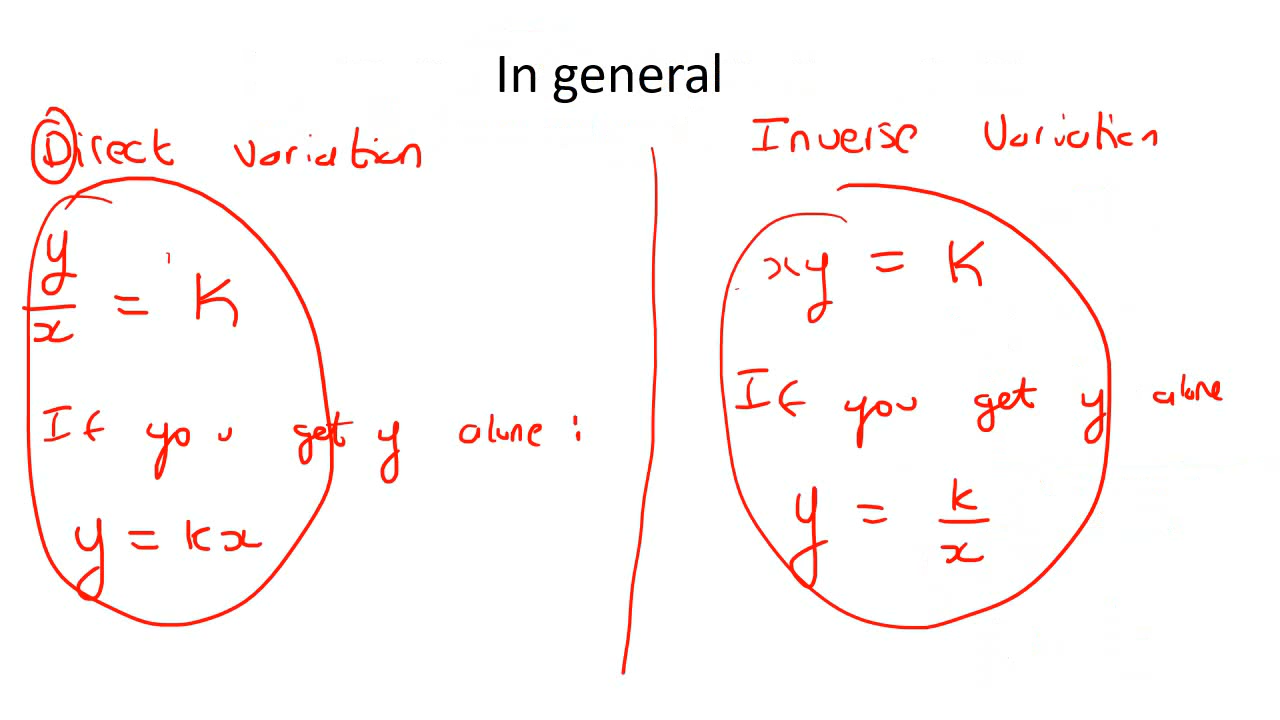 In general
Direct variation
y/x = K
If you get y alone :
y = kx
Inverse Variation
xy = K
If you get y alone
y = k/x